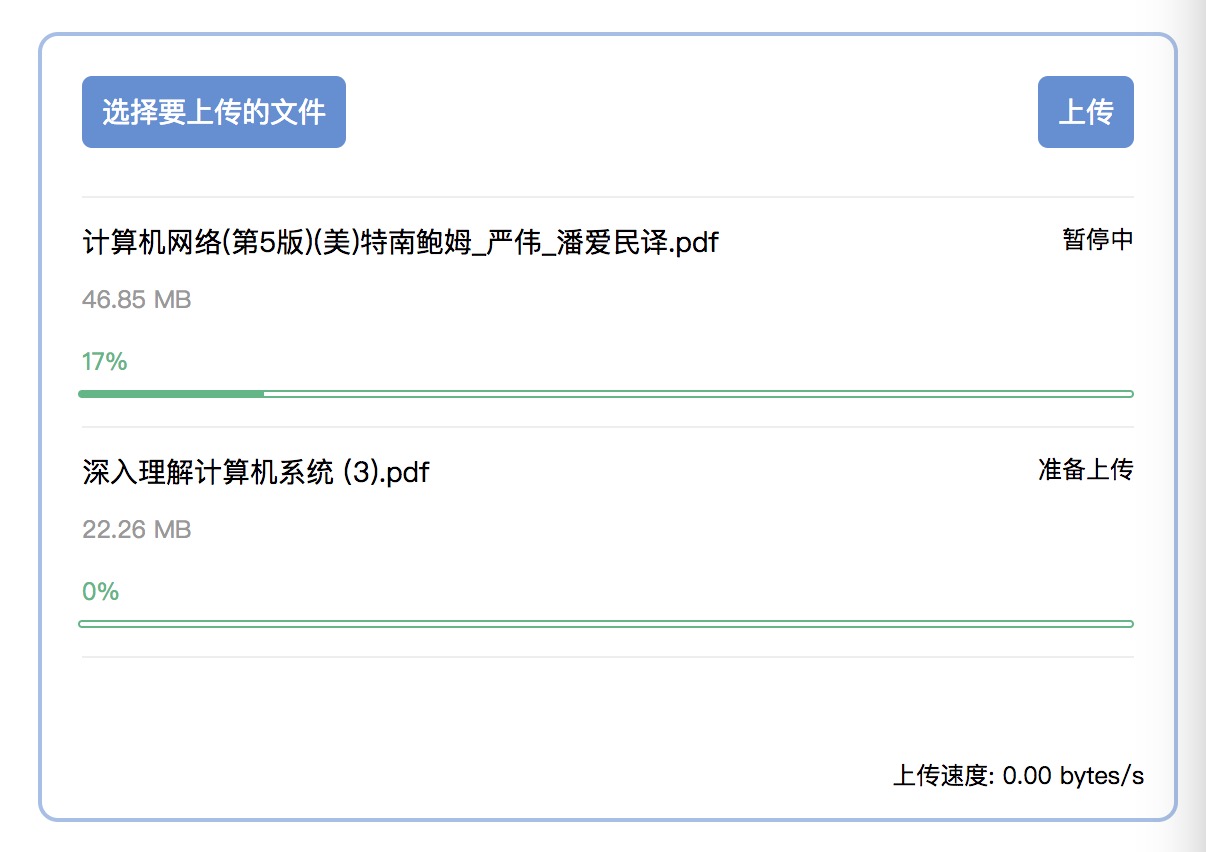 选择要上传的文件
上传
计算机网络(第5版)(美)特南鲍姆_严伟_潘爱民译.pdf
暂停中
46.85 MB
17%
深入理解计算机系统 (3).pdf
准备上传
22.26 MB
0%
上传速度: 0.00 bytes/s